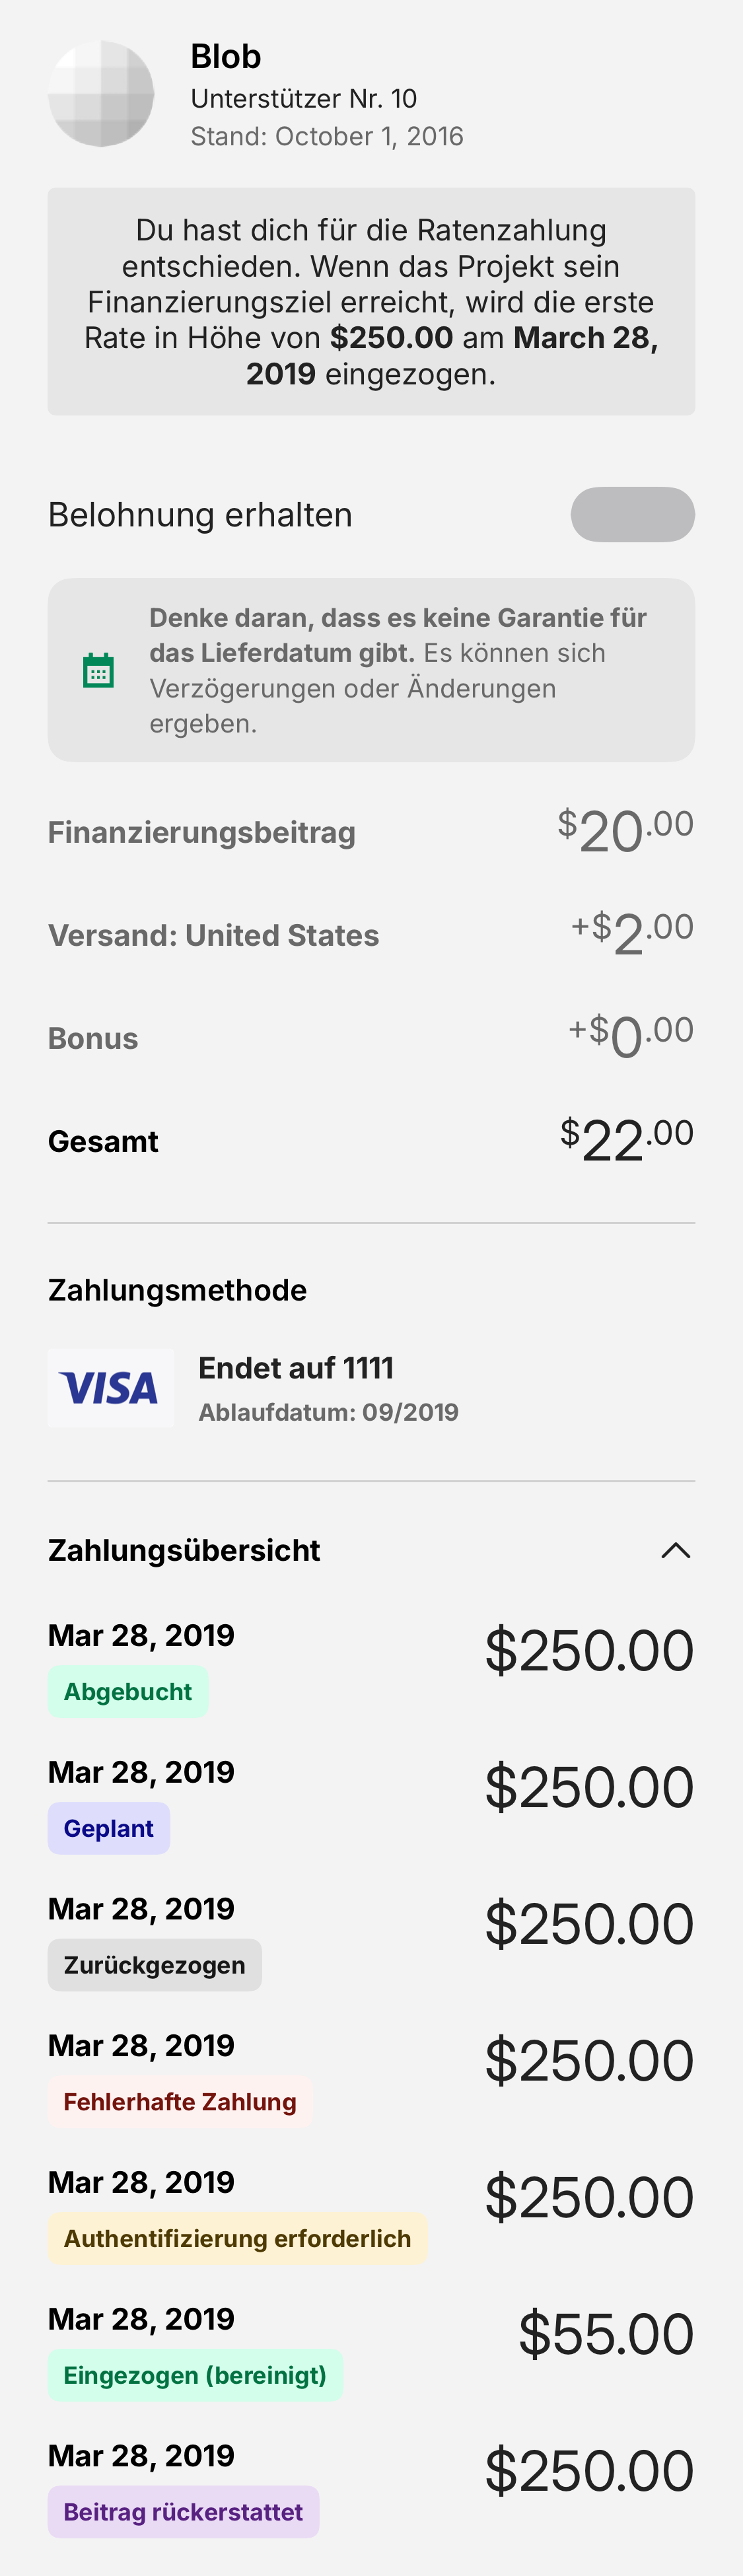 Blob
Unterstützer Nr. 10
Stand: October 1, 2016
Du hast dich für die Ratenzahlung
entschieden. Wenn das Projekt sein
Finanzierungsziel erreicht, wird die erste
Rate in Höhe von $250.00 am March 28,
2019 eingezogen.
Belohnung erhalten
Denke daran, dass es keine Garantie für
das Lieferdatum gibt. Es können sich
Verzögerungen oder Änderungen
ergeben.
Finanzierungsbeitrag $20.00
Versand: United States +$2.00
Bonus +$0.00
Gesamt $22.00
Zahlungsmethode
VISA
Endet auf 1111
Ablaufdatum: 09/2019
Zahlungsübersicht
Mar 28, 2019 $250.00
Abgebucht
Mar 28, 2019 $250.00
Geplant
Mar 28, 2019 $250.00
Zurückgezogen
Mar 28, 2019 $250.00
Fehlerhafte Zahlung
Mar 28, 2019 $250.00
Authentifizierung erforderlich
Mar 28, 2019 $55.00
Eingezogen (bereinigt)
Mar 28, 2019 $250.00
Beitrag rückerstattet